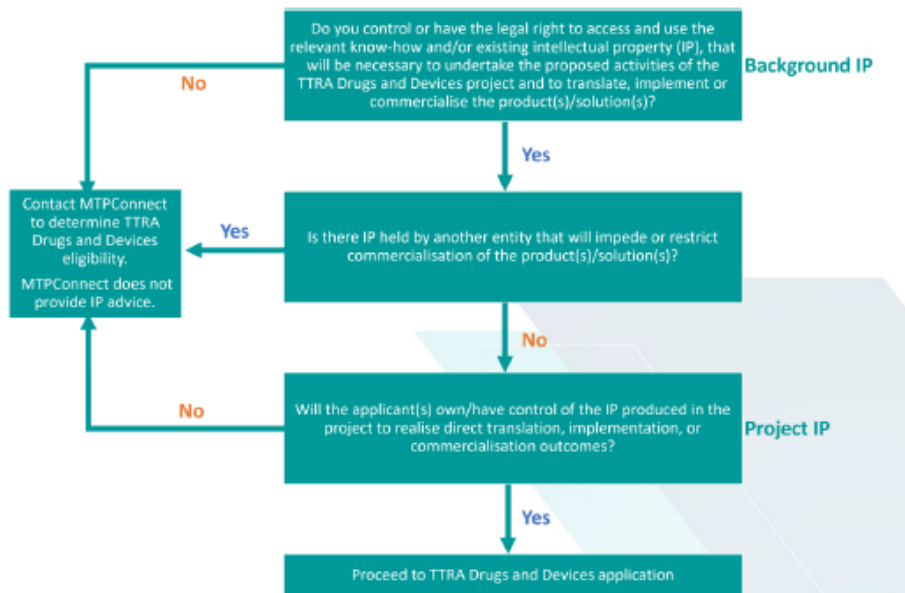 Do you control or have the legal right to access and use the
relevant know-how and/or existing intellectual property (IP), that
will be necessary to undertake the proposed activities of the
TTRA Drugs and Devices project and to translate, implement or
commercialise the product(s)/solution(s)?
Background IP
No
Yes
Contact MTPConnect
to determine TTRA
Drugs and Devices
eligibility.
MTPConnect does not
provide IP advice.
Yes
Is there IP held by another entity that will impede or restrict
commercialisation of the product(s)/solution(s)?
No
No
Will the applicant(s) own/have control of the IP produced in the
project to realise direct translation, implementation, or
commercialisation outcomes?
Project IP
Yes
Proceed to TTRA Drugs and Devices application